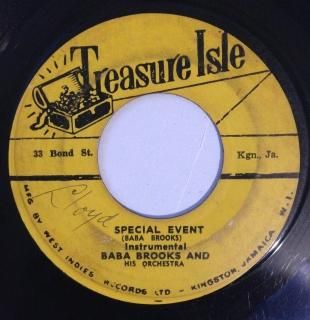 Treasure Isle
33 Bond St. Kgn., Ja.
Lloyd
SPECIAL EVENT
(BABA BROOKS)
Instrumental
BABA BROOKS AND
HIS ORCHESTRA
MFG BY WEST INDIES RECORDS LTD - KINGSTON, JAMAICA W. I.